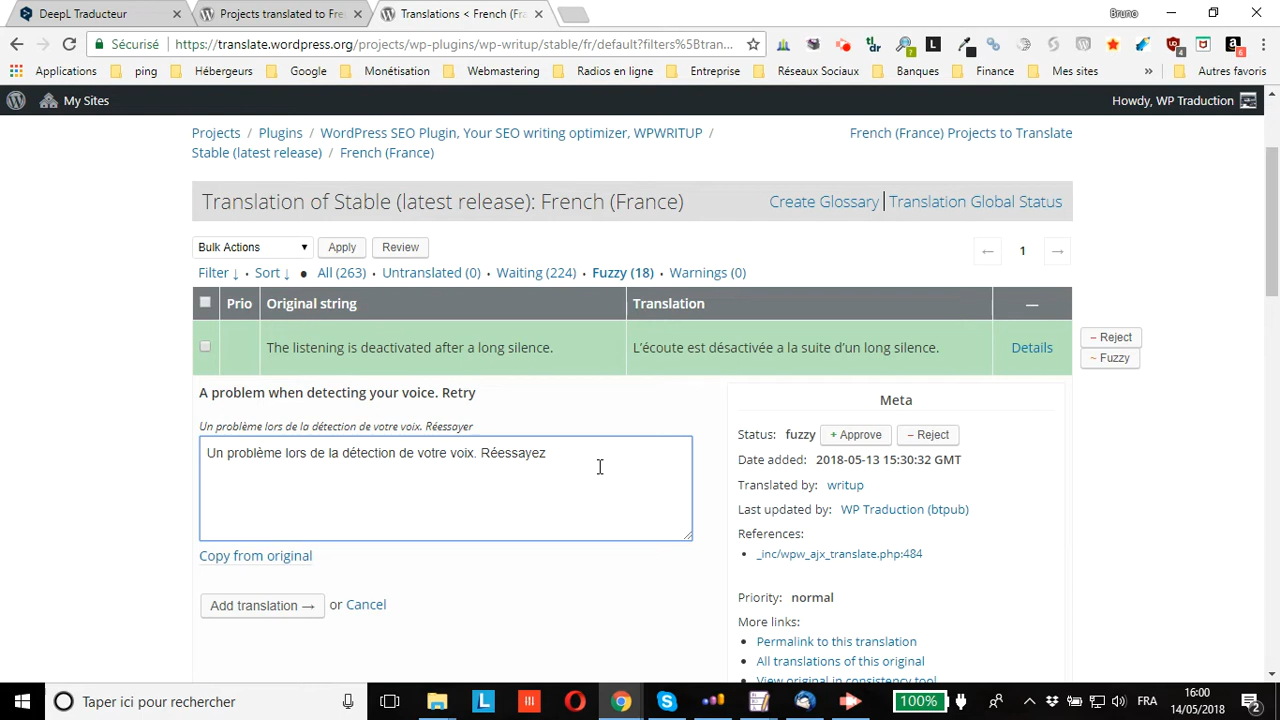 DeepL Traducteur
Projects translated to Fre
Translations < French (Fra
Bruno
Sécurisé
https://translate.wordpress.org/projects/wp-plugins/wp-writup/stable/fr/default?filters%5Btran...
Applications
ping
Hébergeurs
Google
Monétisation
Webmastering
Radios en ligne
Entreprise
Réseaux Sociaux
Banques
Finance
Mes sites
»
Autres favoris
My Sites
Howdy, WP Traduction
Projects / Plugins / WordPress SEO Plugin, Your SEO writing optimizer, WPWRITUP /
Stable (latest release) / French (France)
French (France) Projects to Translate
Translation of Stable (latest release): French (France)
Create Glossary | Translation Global Status
Bulk Actions
Apply
Review
← 1 →
Filter ↓ • Sort ↓ • All (263) • Untranslated (0) • Waiting (224) • Fuzzy (18) • Warnings (0)
Prio Original string Translation —
The listening is deactivated after a long silence. L’écoute est désactivée a la suite d’un long silence. Details
– Reject
~ Fuzzy
A problem when detecting your voice. Retry
Un problème lors de la détection de votre voix. Réessayer
Un problème lors de la détection de votre voix. Réessayez
Copy from original
Add translation → or Cancel
Meta
Status: fuzzy + Approve – Reject
Date added: 2018-05-13 15:30:32 GMT
Translated by: writup
Last updated by: WP Traduction (btpub)
References:
• _inc/wpw_ajx_translate.php:484
Priority: normal
More links:
• Permalink to this translation
• All translations of this original
• View original in consistency tool
Taper ici pour rechercher
100%
FRA
16:00
14/05/2018